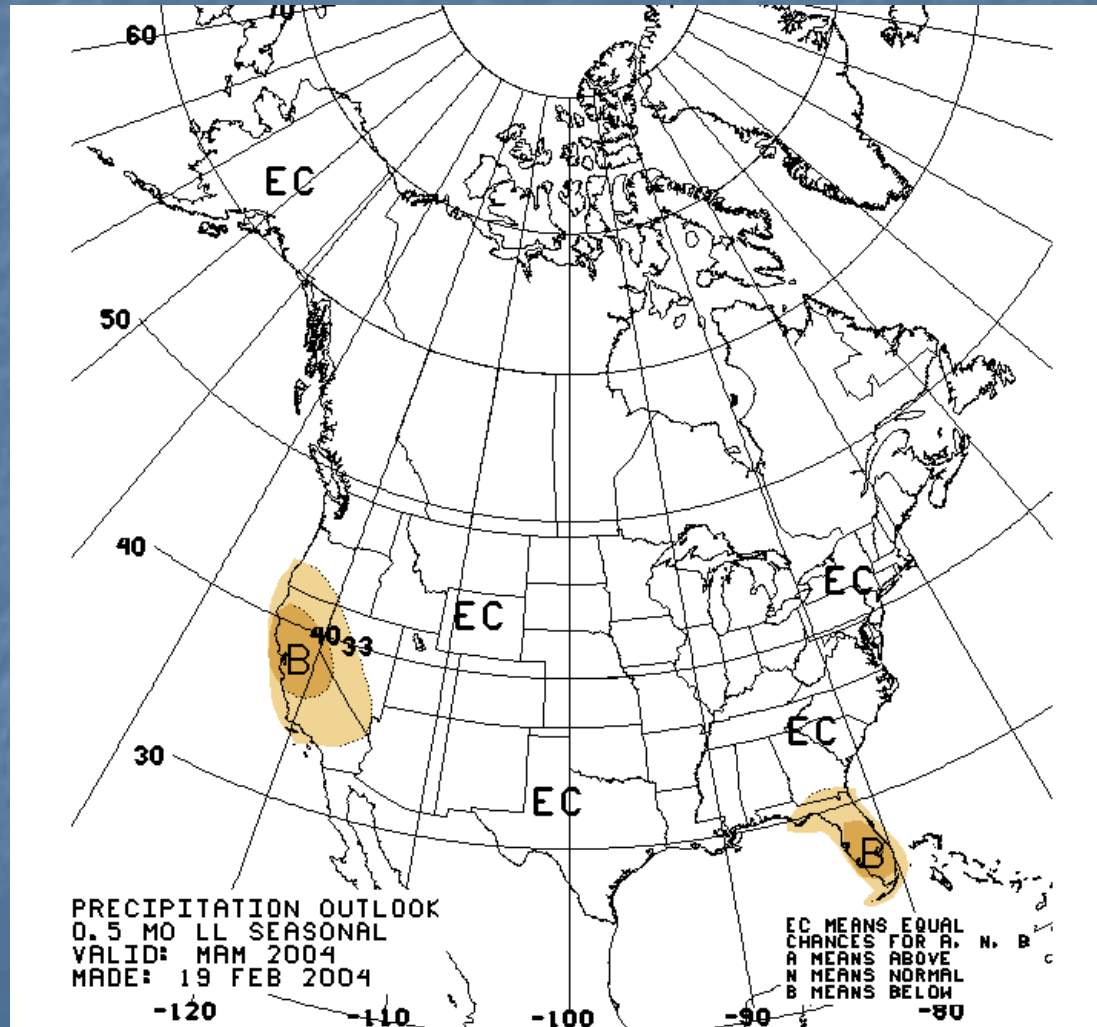 70
60
EC
50
40
EC
EC
40
33
B
EC
30
EC
B
PRECIPITATION OUTLOOK
0.5 MO LL SEASONAL
VALID: MAM 2004
MADE: 19 FEB 2004
EC MEANS EQUAL
CHANCES FOR A, N, B
A MEANS ABOVE
N MEANS NORMAL
B MEANS BELOW
C
-120
-110
-100
-90
-80